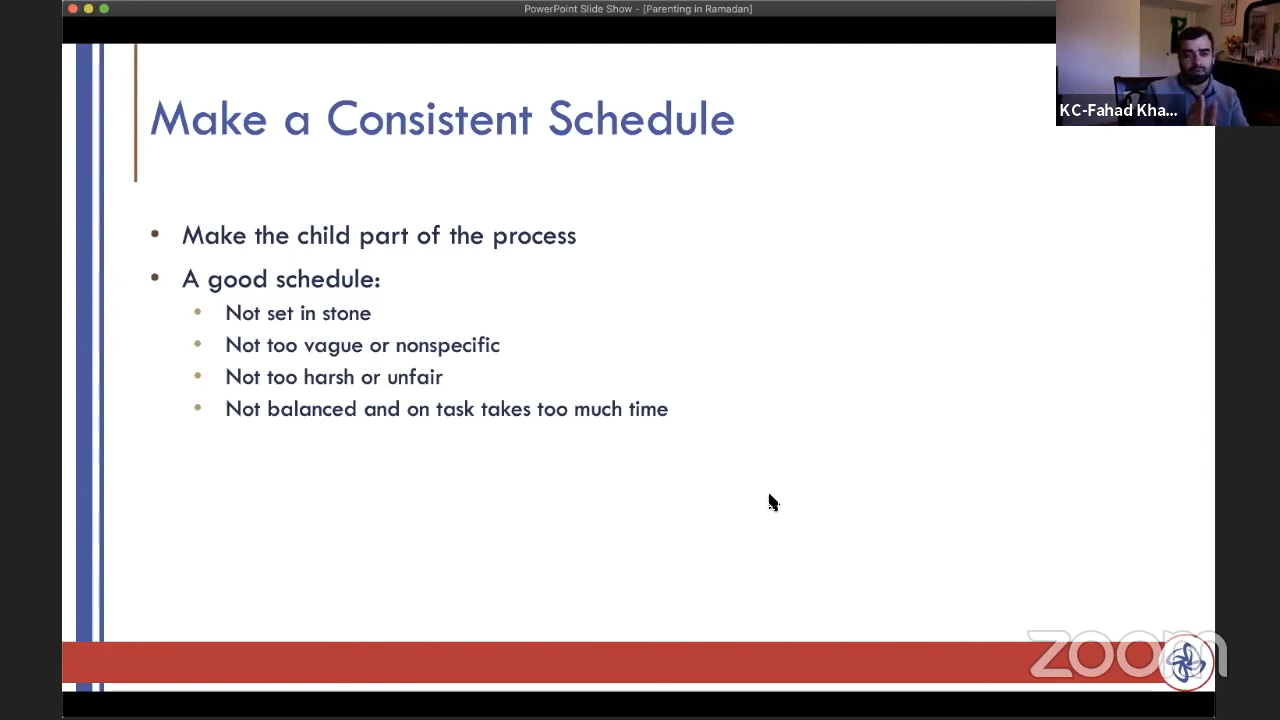 PowerPoint Slide Show - [Parenting in Ramadan]
KC-Fahad Kha...
Make a Consistent Schedule
• Make the child part of the process
• A good schedule:
• Not set in stone
• Not too vague or nonspecific
• Not too harsh or unfair
• Not balanced and on task takes too much time
zoom